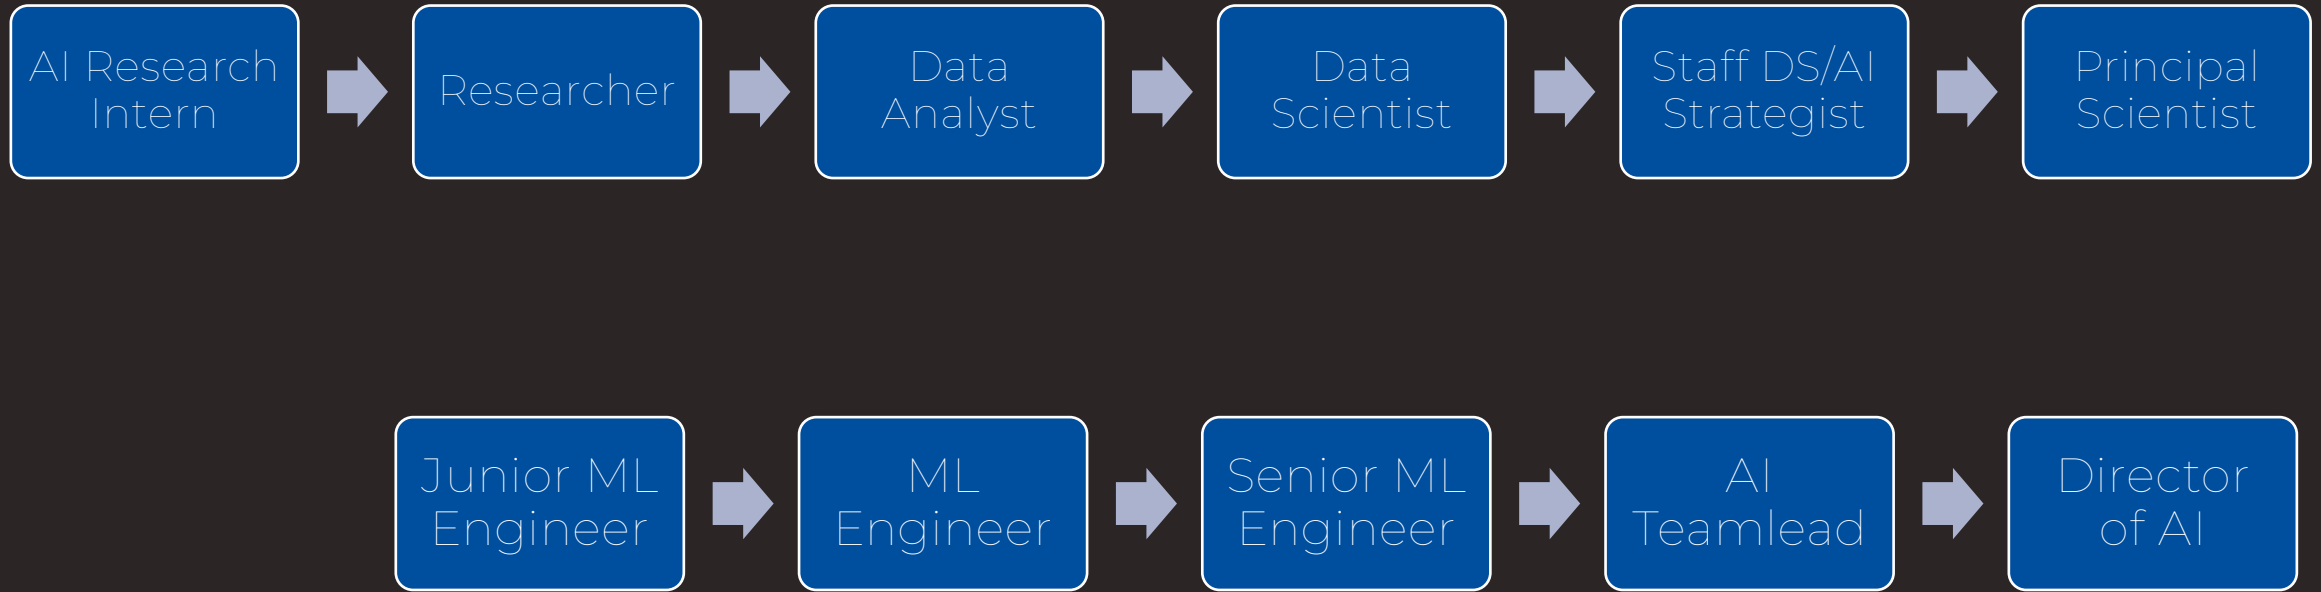 AI Research
Intern
Researcher
Data
Analyst
Data
Scientist
Staff DS/AI
Strategist
Principal
Scientist
Junior ML
Engineer
ML
Engineer
Senior ML
Engineer
AI
Teamlead
Director
of AI